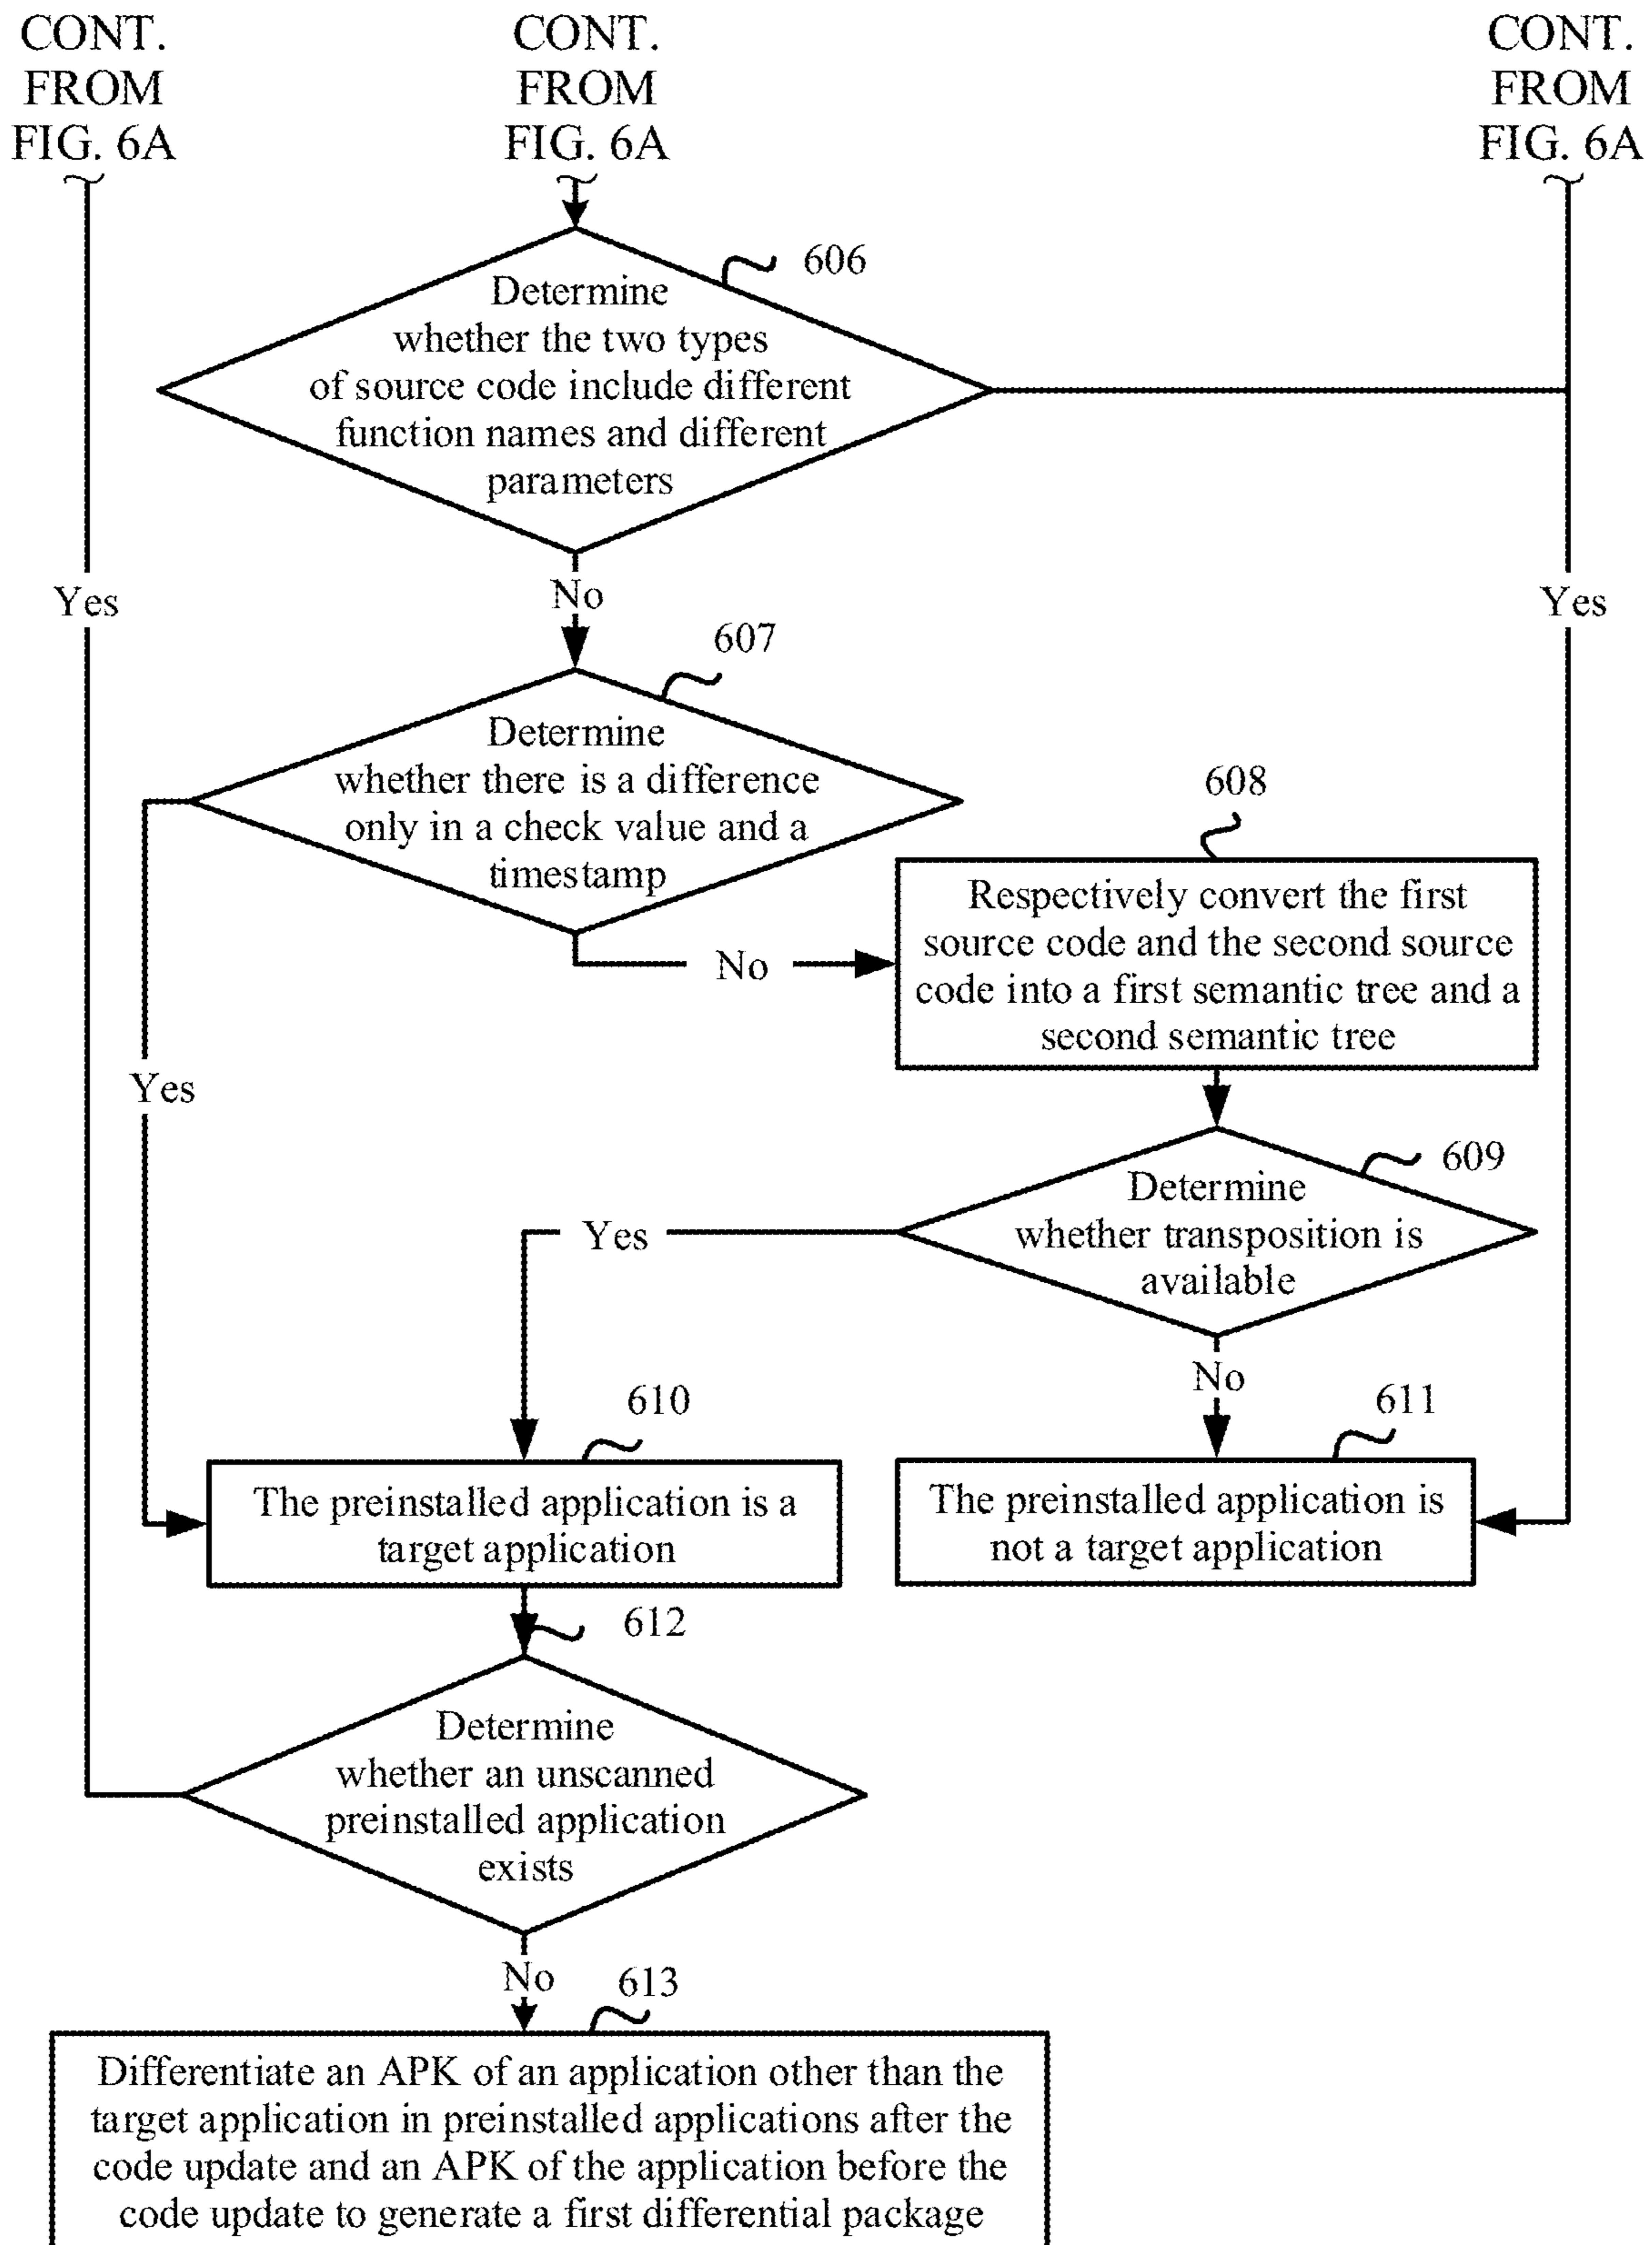 CONT.
FROM
FIG. 6A
CONT.
FROM
FIG. 6A
CONT.
FROM
FIG. 6A
606
Determine
whether the two types
of source code include different
function names and different
parameters
Yes
No
Yes
607
Determine
whether there is a difference
only in a check value and a
timestamp
608
Respectively convert the first
source code and the second source
code into a first semantic tree and a
second semantic tree
No
Yes
609
Determine
whether transposition is
available
Yes
No
610
The preinstalled application is a
target application
611
The preinstalled application is
not a target application
612
Determine
whether an unscanned
preinstalled application
exists
No
613
Differentiate an APK of an application other than the
target application in preinstalled applications after the
code update and an APK of the application before the
code update to generate a first differential package